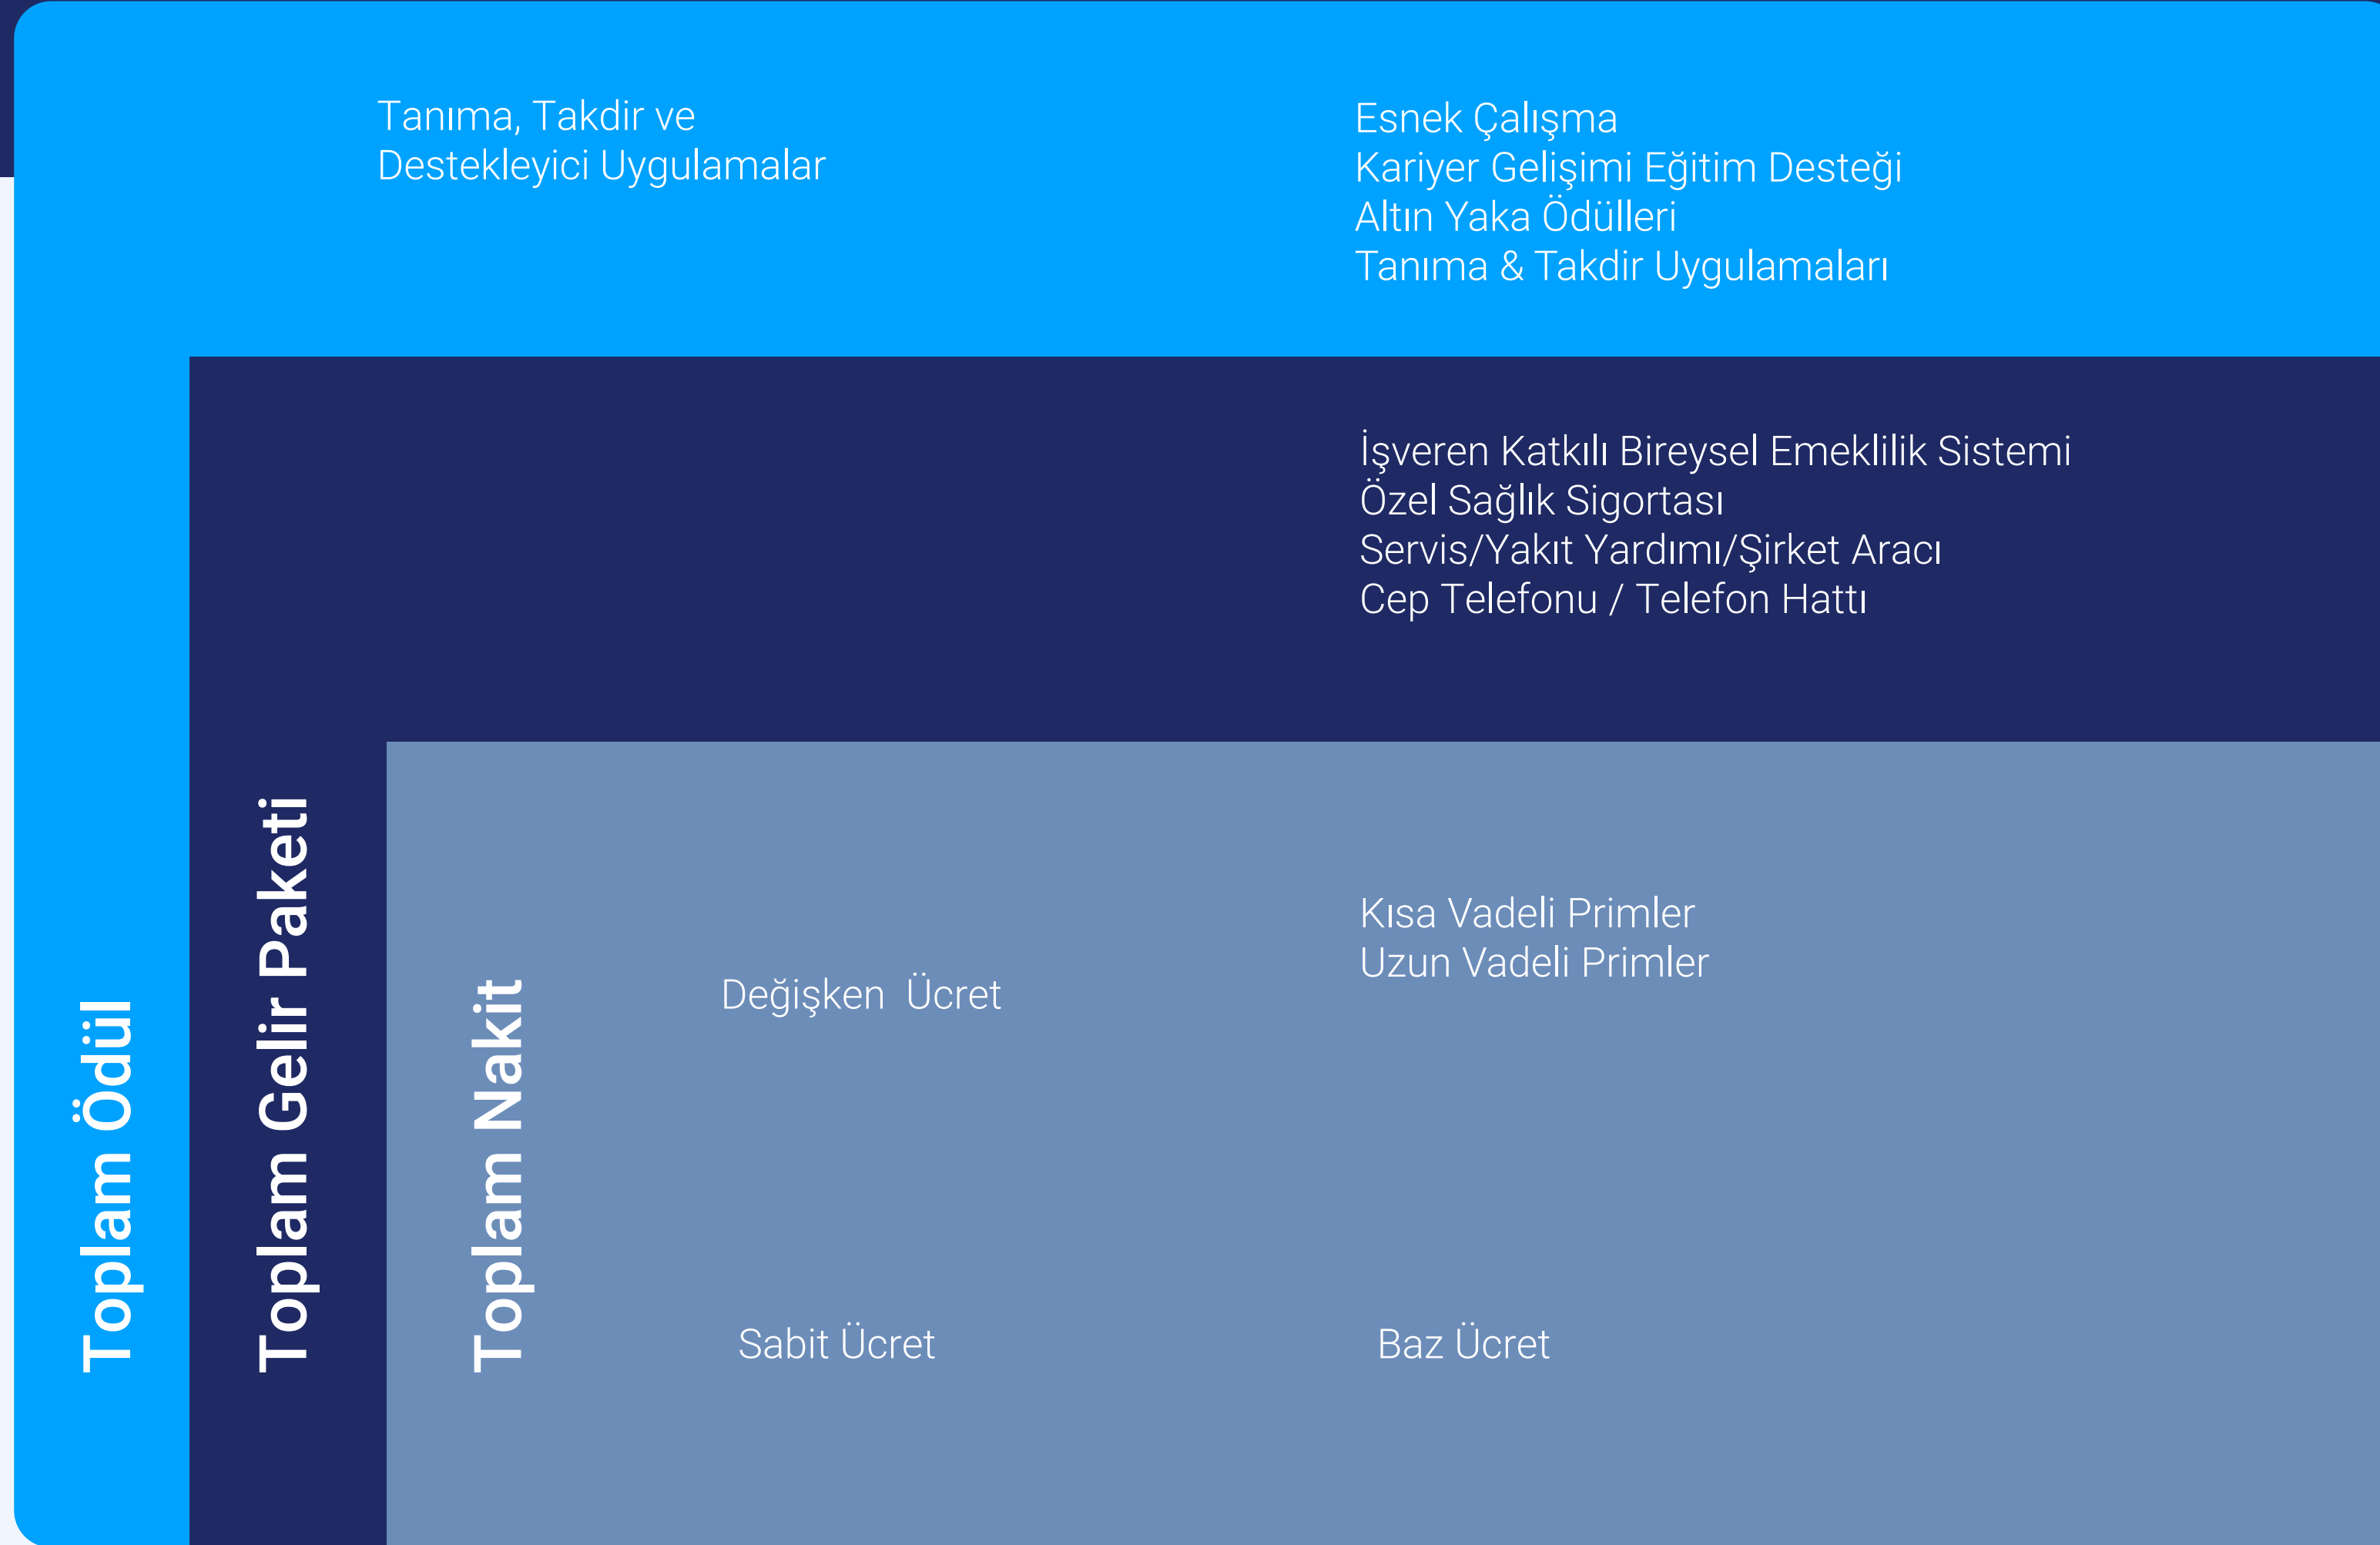 Tanıma, Takdir ve
Destekleyici Uygulamalar
Esnek Çalışma
Kariyer Gelişimi Eğitim Desteği
Altın Yaka Ödülleri
Tanıma & Takdir Uygulamaları
İşveren Katkılı Bireysel Emeklilik Sistemi
Özel Sağlık Sigortası
Servis/Yakıt Yardımı/Şirket Aracı
Cep Telefonu / Telefon Hattı
Toplam Ödül
Toplam Gelir Paketi
Toplam Nakit
Değişken Ücret
Kısa Vadeli Primler
Uzun Vadeli Primler
Sabit Ücret
Baz Ücret